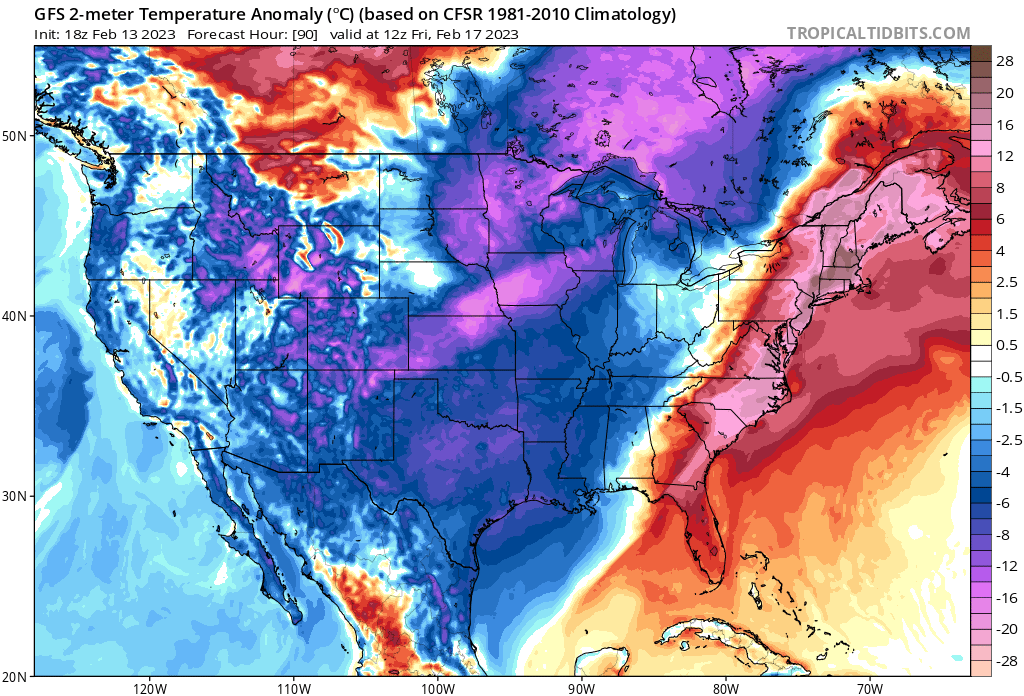 GFS 2-meter Temperature Anomaly (°C) (based on CFSR 1981-2010 Climatology)
Init: 18z Feb 13 2023 Forecast Hour: [90] valid at 12z Fri, Feb 17 2023
TROPICALTIDBITS.COM
28
20
16
12
8
6
4
2.5
1.5
0.5
-0.5
-1.5
-2.5
-4
-6
-8
-12
-16
-20
-28
50N
40N
30N
20N
120W 110W 100W 90W 80W 70W